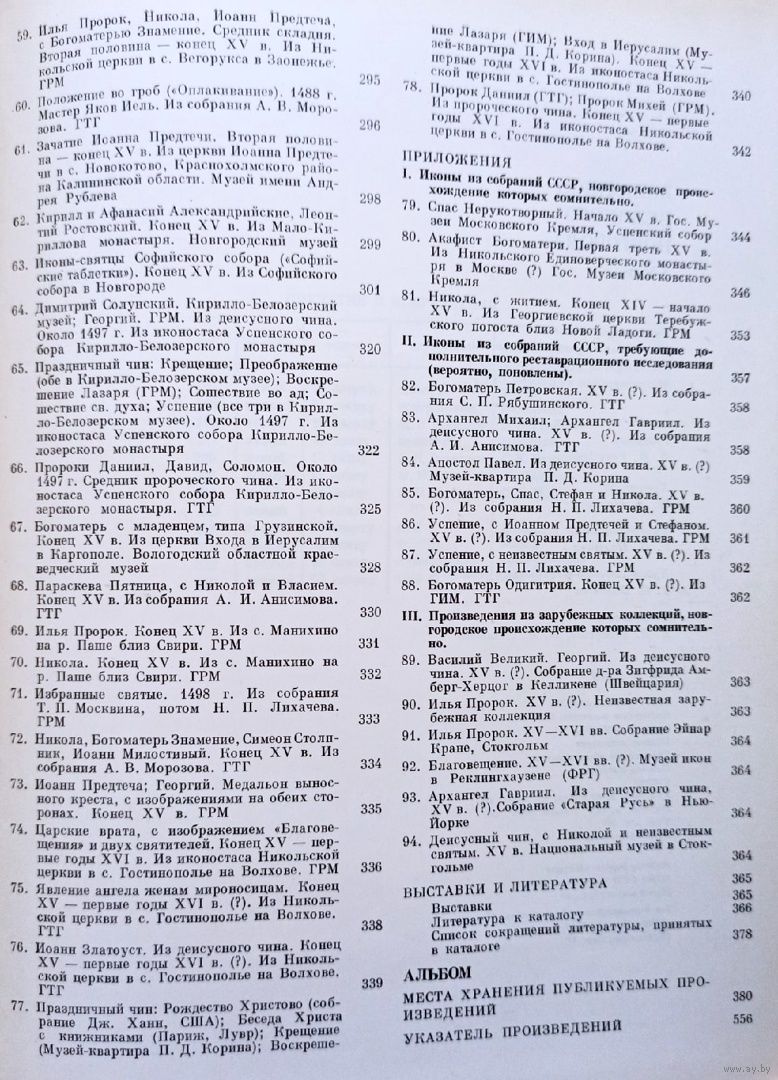 59. Илья Пророк, Никола, Иоанн Предтеча,
с Богоматерью Знамение. Средник складня.
Вторая половина — конец XV в. Из Ни-
кольской церкви в с. Вегорукса в Заонежье.
ГРМ 295
60. Положение во гроб («Оплакивание»). 1488 г.
Мастер Яков Иель. Из собрания А. В. Моро-
зова. ГТГ 296
61. Зачатие Иоанна Предтечи. Вторая полови-
на — конец XV в. Из церкви Иоанна Предте-
чи в с. Новокотово, Краснохолмского райо-
на Калининской области. Музей имени Анд-
рея Рублева 298
62. Кирилл и Афанасий Александрийские, Леон-
тий Ростовский. Конец XV в. Из Мало-Ки-
риллова монастыря. Новгородский музей 299
63. Иконы-святцы Софийского собора («Софий-
ские таблетки»). Конец XV в. Из Софийского
собора в Новгороде 301
64. Димитрий Солунский. Кирилло-Белозерский
музей; Георгий. ГРМ. Из деисусного чина.
Около 1497 г. Из иконостаса Успенского со-
бора Кирилло-Белозерского монастыря 320
65. Праздничный чин: Крещение; Преображение
(обе в Кирилло-Белозерском музее); Воскре-
шение Лазаря (ГРМ); Сошествие во ад; Со-
шествие св. духа; Успение (все три в Кирил-
ло-Белозерском музее). Около 1497 г. Из
иконостаса Успенского собора Кирилло-Бе-
лозерского монастыря 322
66. Пророки Даниил, Давид, Соломон. Около
1497 г. Средник пророческого чина. Из ико-
ностаса Успенского собора Кирилло-Бело-
зерского монастыря. ГТГ 325
67. Богоматерь с младенцем, типа Грузинской.
Конец XV в. Из церкви Входа в Иерусалим
в Каргополе. Вологодский областной крае-
ведческий музей 328
68. Параскева Пятница, с Николой и Власием.
Конец XV в. Из собрания А. И. Анисимова.
ГТГ 330
69. Илья Пророк. Конец XV в. Из с. Манихино
на р. Паше близ Свири. ГРМ 331
70. Никола. Конец XV в. Из с. Манихино на
р. Паше близ Свири. ГРМ 332
71. Избранные святые. 1498 г. Из собрания
Т. П. Москвина, потом Н. П. Лихачева.
ГРМ 333
72. Никола, Богоматерь Знамение, Симеон Столп-
ник, Иоанн Милостивый. Конец XV в. Из
собрания А. В. Морозова. ГТГ 334
73. Иоанн Предтеча; Георгий. Медальон вынос-
ного креста, с изображениями на обеих сто-
ронах. Конец XV в. ГРМ 335
74. Царские врата, с изображением «Благове-
щения» и двух святителей. Конец XV — пер-
вые годы XVI в. Из иконостаса Никольской
церкви в с. Гостинополье на Волхове. ГРМ 336
75. Явление ангела женам мироносицам. Конец
XV — первые годы XVI в. (?). Из Николь-
ской церкви в с. Гостинополье на Волхове.
ГТГ 338
76. Иоанн Златоуст. Из деисусного чина. Конец
XV — первые годы XVI в. (?). Из Николь-
ской церкви в с. Гостинополье на Волхове.
ГТГ 339
77. Праздничный чин: Рождество Христово (соб-
рание Дж. Ханн, США); Беседа Христа
с книжниками (Париж, Лувр); Крещение
(Музей-квартира П. Д. Корина); Воскреше-
ние Лазаря (ГИМ); Вход в Иерусалим (Му-
зей-квартира П. Д. Корина). Конец XV —
первые годы XVI в. Из иконостаса Николь-
ской церкви в с. Гостинополье на Волхове 340
78. Пророк Даниил (ГТГ); Пророк Михей (ГРМ).
Из пророческого чина. Конец XV — первые
годы XVI в. Из иконостаса Никольской
церкви в с. Гостинополье на Волхове. 342
ПРИЛОЖЕНИЯ
I. Иконы из собраний СССР, новгородское проис-
хождение которых сомнительно.
79. Спас Нерукотворный. Начало XV в. Гос. Му-
зеи Московского Кремля, Успенский собор 344
80. Акафист Богоматери. Первая треть XV в.
Из Никольского Единоверческого монасты-
ря в Москве (?) Гос. Музеи Московского
Кремля 346
81. Никола, с житием. Конец XIV — начало
XV в. Из Георгиевской церкви Теребуж-
ского погоста близ Новой Ладоги. ГРМ 353
II. Иконы из собраний СССР, требующие до-
полнительного реставрационного исследования
(вероятно, поновлены). 357
82. Богоматерь Петровская. XV в. (?). Из собра-
ния С. П. Рябушинского. ГТГ 358
83. Архангел Михаил; Архангел Гавриил. Из
деисусного чина. XV в. (?). Из собрания
А. И. Анисимова. ГТГ 358
84. Апостол Павел. Из деисусного чина. XV в. (?)
Музей-квартира П. Д. Корина 359
85. Богоматерь, Спас, Стефан и Никола. XV в.
(?). Из собрания Н. П. Лихачева. ГРМ 360
86. Успение, с Иоанном Предтечей и Стефаном.
XV в. (?). Из собрания Н. П. Лихачева. ГРМ 361
87. Успение, с неизвестным святым. XV в. (?). Из
собрания Н. П. Лихачева. ГРМ 362
88. Богоматерь Одигитрия. Конец XV в. (?). Из
ГИМ. ГТГ 362
III. Произведения из зарубежных коллекций, нов-
городское происхождение которых сомнитель-
но.
89. Василий Великий. Георгий. Из деисусного
чина. XV в. (?). Собрание д-ра Зигфрида Ам-
берг-Херцог в Келликене (Швейцария) 363
90. Илья Пророк. XV в. (?). Неизвестная зару-
бежная коллекция 363
91. Илья Пророк. XV—XVI вв. Собрание Эйнар
Кране, Стокгольм 364
92. Благовещение. XV—XVI вв. (?). Музей икон
в Реклингхаузене (ФРГ) 364
93. Архангел Гавриил. Из деисусного чина,
XV в. (?).Собрание «Старая Русь» в Нью-
Йорке 364
94. Деисусный чин, с Николой и неизвестным
святым. XV в. Национальный музей в Сток-
гольме 364
ВЫСТАВКИ И ЛИТЕРАТУРА 365
Выставки 365
Литература к каталогу 366
Список сокращений литературы, принятых
в каталоге 378
АЛЬБОМ
МЕСТА ХРАНЕНИЯ ПУБЛИКУЕМЫХ ПРО-
ИЗВЕДЕНИЙ 380
УКАЗАТЕЛЬ ПРОИЗВЕДЕНИЙ 556
www.ay.by